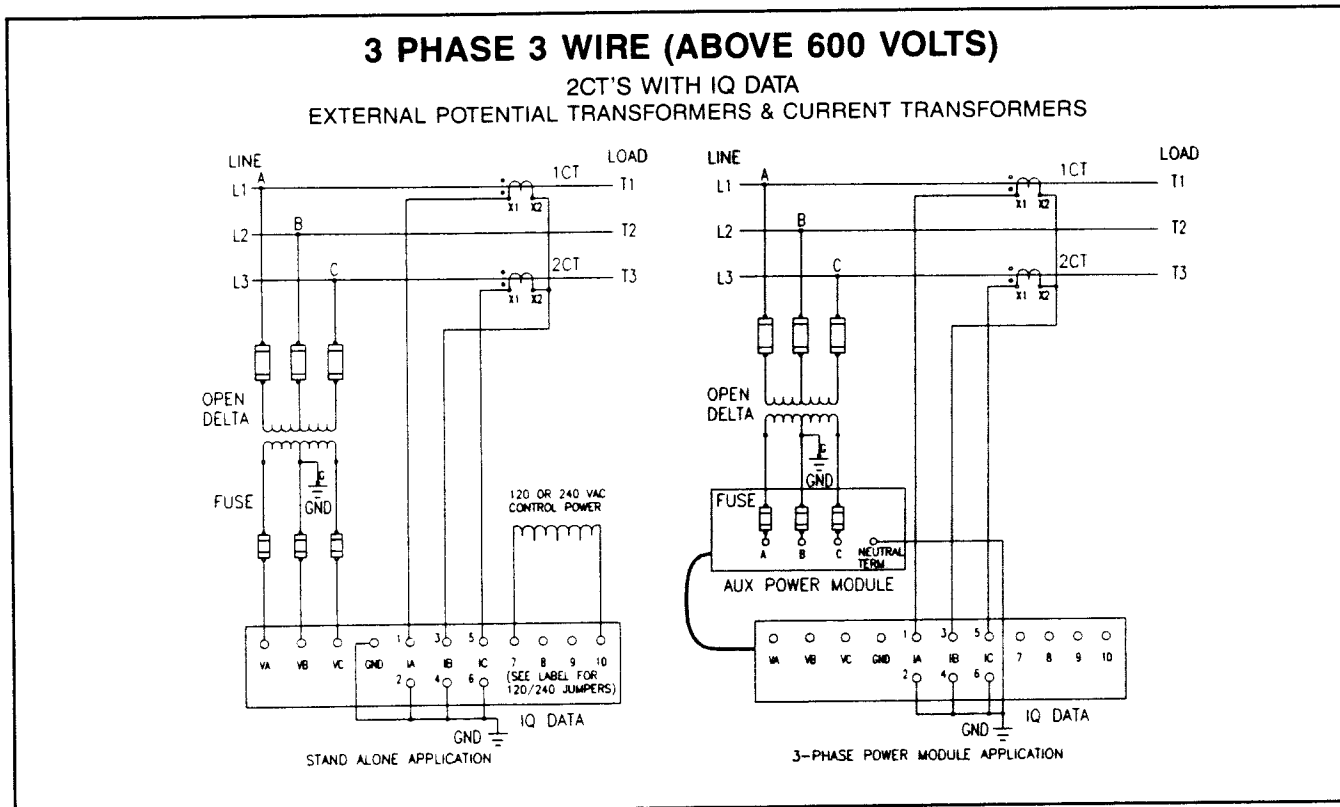 3 PHASE 3 WIRE (ABOVE 600 VOLTS)
2CT'S WITH IQ DATA
EXTERNAL POTENTIAL TRANSFORMERS & CURRENT TRANSFORMERS
LINE
LOAD
A
1CT
L1
T1
X1 X2
B
L2
T2
C
2CT
L3
T3
X1 X2
OPEN
DELTA
G
GND
FUSE
120 OR 240 VAC
CONTROL POWER
1 3 5
VA VB VC GND IA IB IC 7 8 9 10
2 4 6
(SEE LABEL FOR
120/240 JUMPERS)
IQ DATA
GND
STAND ALONE APPLICATION
LINE
LOAD
A
1CT
L1
T1
X1 X2
B
L2
T2
C
2CT
L3
T3
X1 X2
OPEN
DELTA
G
GND
FUSE
A B C NEUTRAL
TERM
AUX POWER MODULE
1 3 5
VA VB VC GND IA IB IC 7 8 9 10
2 4 6
IQ DATA
GND
3-PHASE POWER MODULE APPLICATION